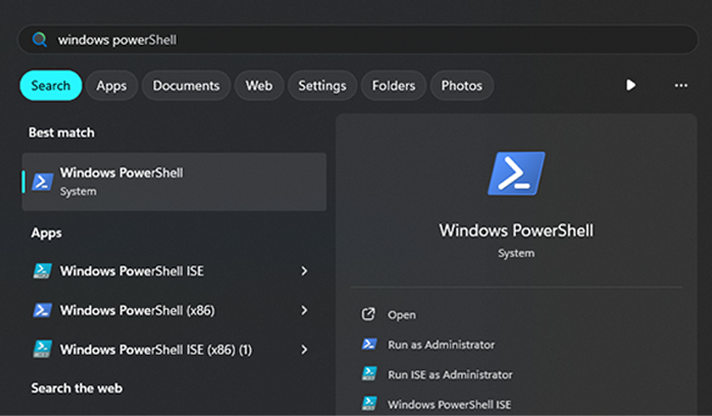 windows powerShell
Search Apps Documents Web Settings Folders Photos
Best match
Windows PowerShell
System
Apps
Windows PowerShell ISE
Windows PowerShell (x86)
Windows PowerShell ISE (x86) (1)
Search the web
Windows PowerShell
System
Open
Run as Administrator
Run ISE as Administrator
Windows PowerShell ISE